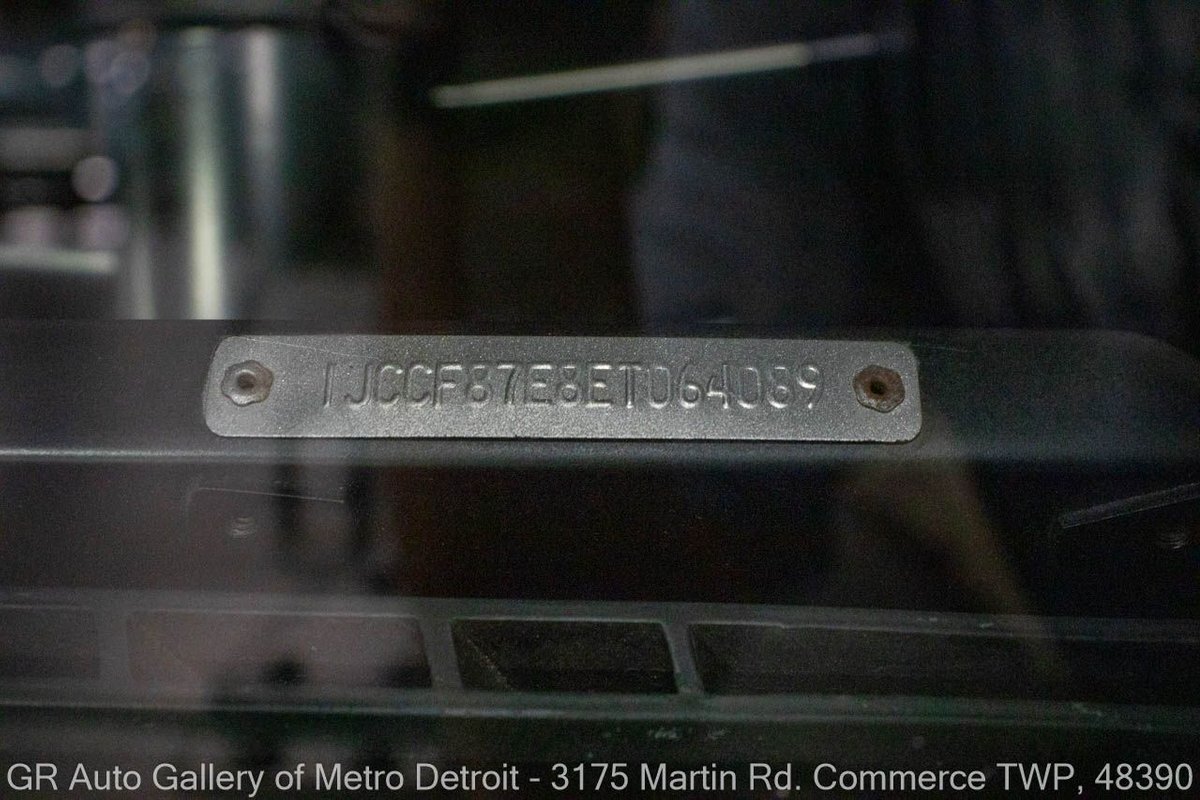 1JCCF87E8ET064089
GR Auto Gallery of Metro Detroit - 3175 Martin Rd. Commerce TWP, 48390